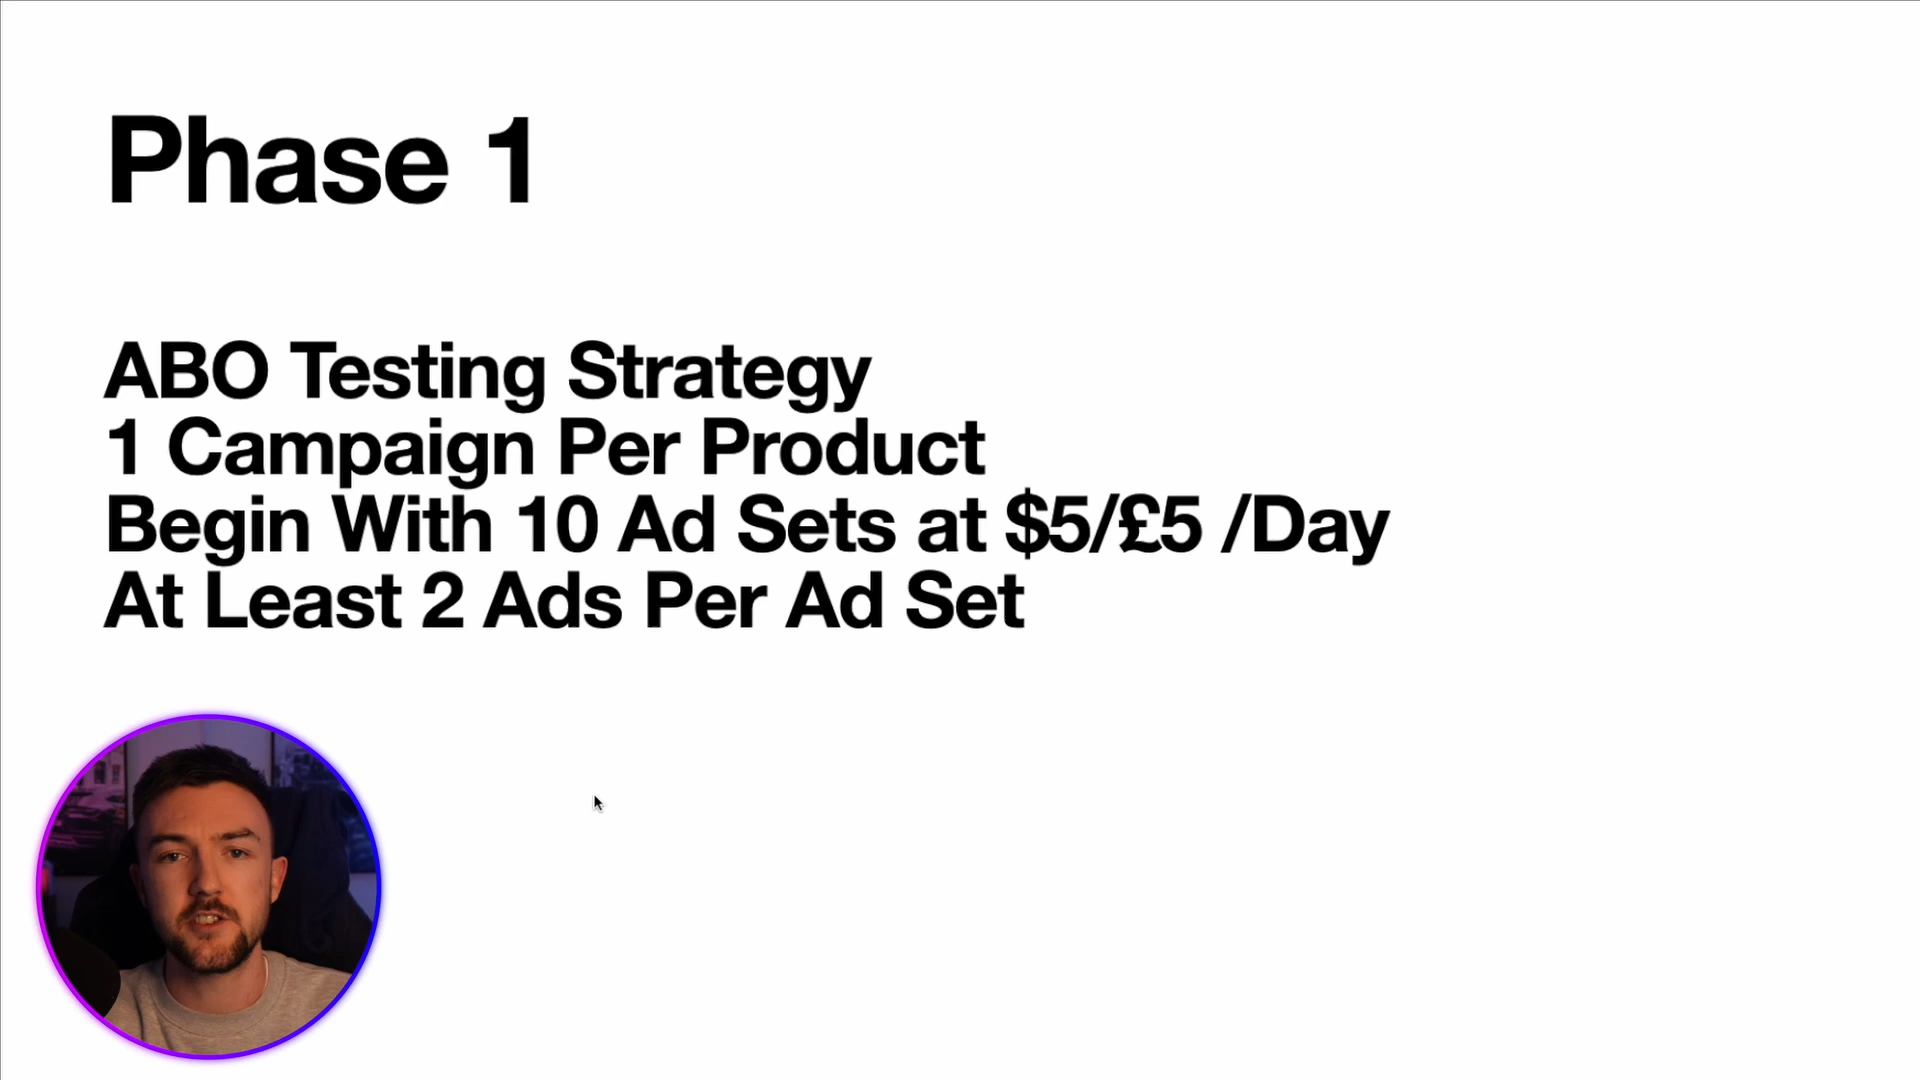 Phase 1
ABO Testing Strategy
1 Campaign Per Product
Begin With 10 Ad Sets at $5/£5 /Day
At Least 2 Ads Per Ad Set